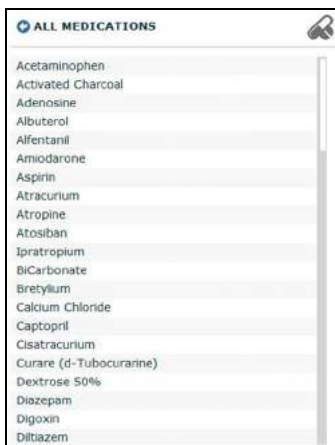 ALL MEDICATIONS
Acetaminophen
Activated Charcoal
Adenosine
Albuterol
Alfentanil
Amiodarone
Aspirin
Atracurium
Atropine
Atosiban
Ipratropium
BiCarbonate
Bretylium
Calcium Chloride
Captopril
Cisatracurium
Curare (d-Tubocurarine)
Dextrose 50%
Diazepam
Digoxin
Diltiazem